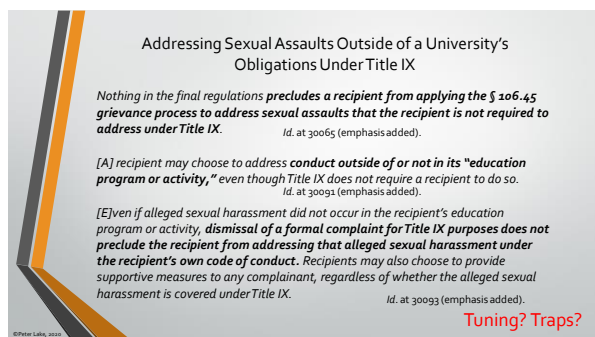 Addressing Sexual Assaults Outside of a University's
Obligations Under Title IX
Nothing in the final regulations precludes a recipient from applying the § 106.45
grievance process to address sexual assaults that the recipient is not required to
address under Title IX. Id. at 30065 (emphasis added).
[A] recipient may choose to address conduct outside of or not in its “education
program or activity,” even though Title IX does not require a recipient to do so.
Id. at 30091 (emphasis added).
[E]ven if alleged sexual harassment did not occur in the recipient's education
program or activity, dismissal of a formal complaint for Title IX purposes does not
preclude the recipient from addressing that alleged sexual harassment under
the recipient's own code of conduct. Recipients may also choose to provide
supportive measures to any complainant, regardless of whether the alleged sexual
harassment is covered under Title IX. Id. at 30093 (emphasis added).
Tuning? Traps?
©Peter Lake, 2020